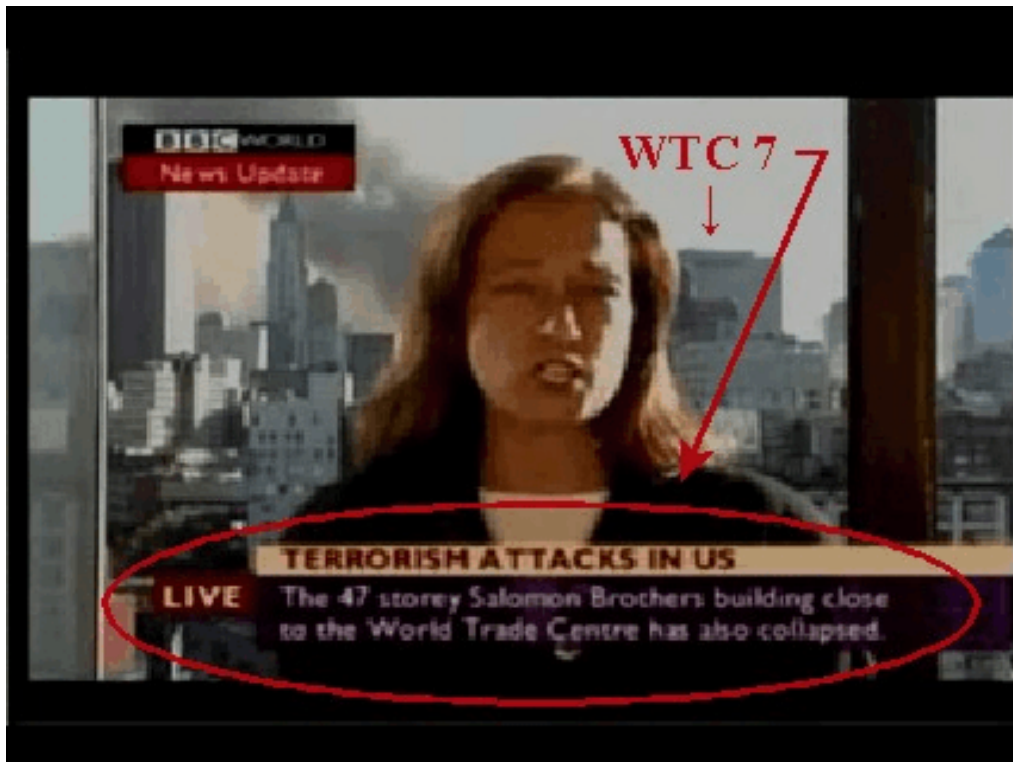 BBC WORLD
News Update
WTC 7
TERRORISM ATTACKS IN US
LIVE
The 47 storey Salomon Brothers building close
to the World Trade Centre has also collapsed.